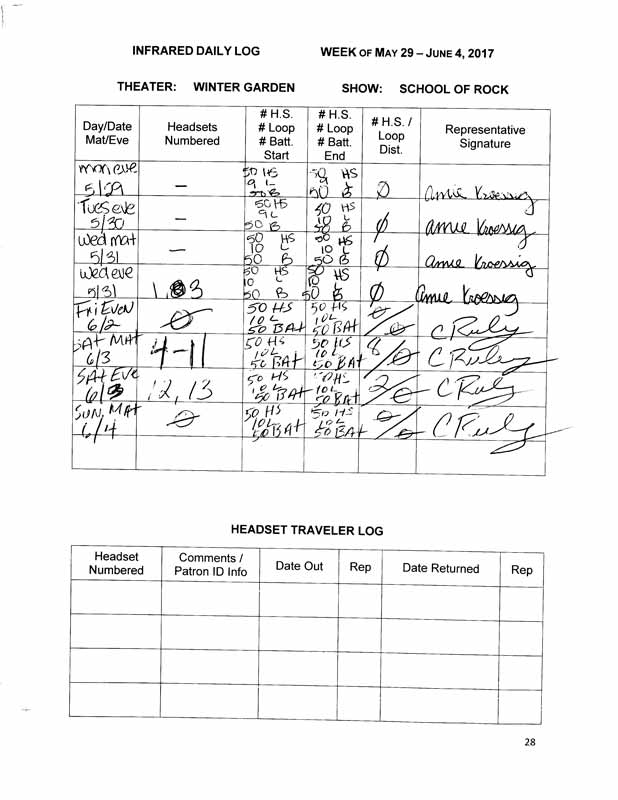 INFRARED DAILY LOG WEEK OF MAY 29 – JUNE 4, 2017
THEATER: WINTER GARDEN SHOW: SCHOOL OF ROCK
Day/Date
Mat/Eve
Headsets
Numbered
# H.S.
# Loop
# Batt.
Start
# H.S.
# Loop
# Batt.
End
# H.S. /
Loop
Dist.
Representative
Signature
mon eve 50 HS 50 HS
5/29 — 9 L 9 L Ø Amie Kroessig
50 B 50 B
Tues eve 50 HS 50 HS
5/30 — 9 L 10 L Ø Amie Kroessig
50 B 50 B
Wed mat 50 HS 50 HS
5/31 — 10 L 10 L Ø Amie Kroessig
50 B 50 B
Wed eve 50 HS 50 HS
5/31 10 L 10 L Ø Amie Kroessig
50 B 50 B
Fri Even 50 HS 50 HS
6/2 Ø 10 L 10 L Ø/Ø C Ruly
50 BAt 50 BAt
SAt MAt 50 HS 50 HS
6/3 4-11 10 L 10 L 8/Ø C Ruly
50 BAt 50 BAt
SAt EVE 50 HS 50 HS
6/3 12, 13 10 L 10 L 2/Ø C Ruly
50 BAt 50 BAt
SUN, MAt 50 HS 50 HS
6/4 Ø 10 L 10 L Ø/Ø C Ruly
50 BAt 50 BAt
HEADSET TRAVELER LOG
Headset
Numbered
Comments /
Patron ID Info
Date Out
Rep
Date Returned
Rep
28